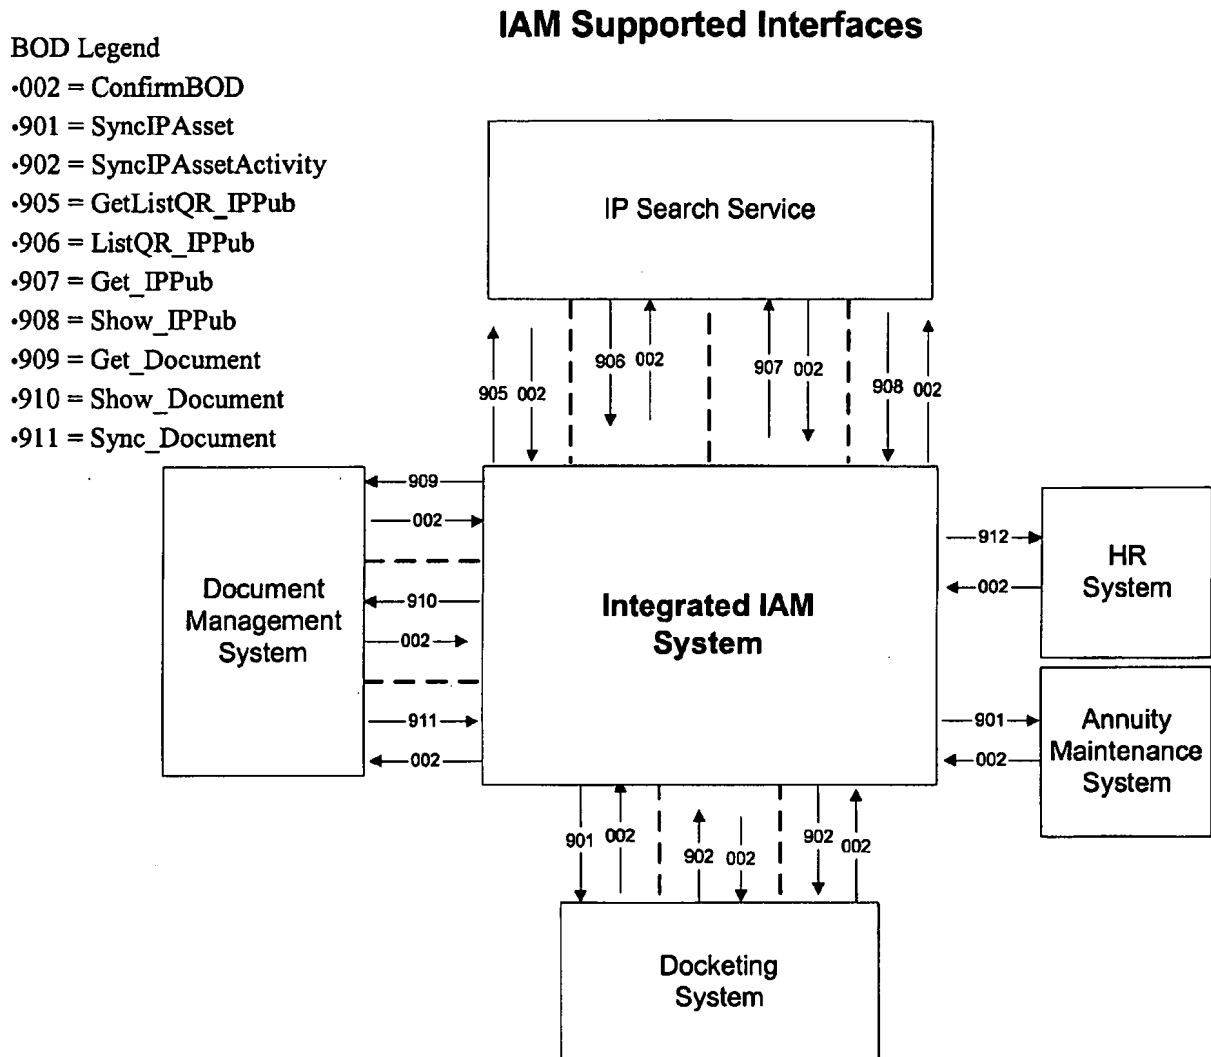 IAM Supported Interfaces
BOD Legend
•002 = ConfirmBOD
•901 = SyncIPAsset
•902 = SyncIPAssetActivity
•905 = GetListQR_IPPub
•906 = ListQR_IPPub
•907 = Get_IPPub
•908 = Show_IPPub
•909 = Get_Document
•910 = Show_Document
•911 = Sync_Document
IP Search Service
905
002
906
002
907
002
908
002
909
002
910
002
911
002
Document
Management
System
Integrated IAM
System
912
002
HR
System
901
002
Annuity
Maintenance
System
901
002
902
002
902
002
Docketing
System